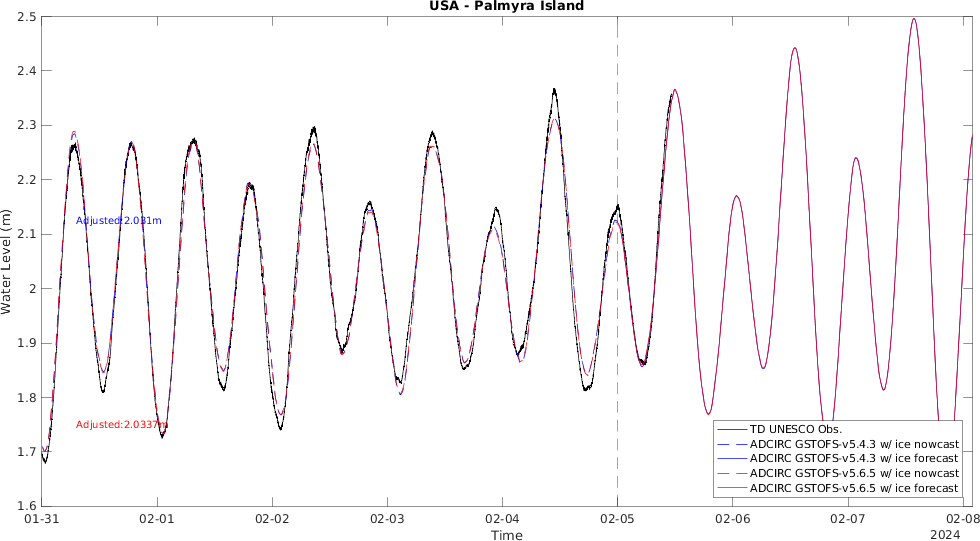 USA - Palmyra Island
2.5
2.4
2.3
2.2
2.1
2
1.9
1.8
1.7
1.6
Water Level (m)
Adjusted:2.031m
Adjusted:2.0337m
TD UNESCO Obs.
ADCIRC GSTOFS-v5.4.3 w/ ice nowcast
ADCIRC GSTOFS-v5.4.3 w/ ice forecast
ADCIRC GSTOFS-v5.6.5 w/ ice nowcast
ADCIRC GSTOFS-v5.6.5 w/ ice forecast
01-31 02-01 02-02 02-03 02-04 02-05 02-06 02-07 02-08
Time
2024